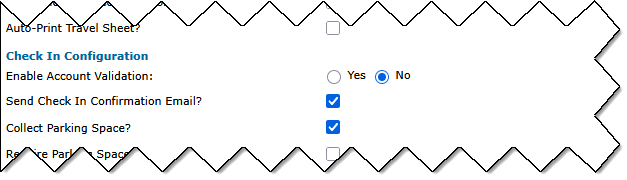 Auto-Print Travel Sheet?
Check In Configuration
Enable Account Validation: Yes No
Send Check In Confirmation Email?
Collect Parking Space?
Space